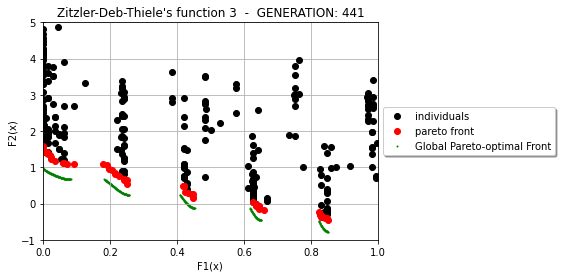 Zitzler-Deb-Thiele's function 3 - GENERATION: 441
5
4
3
2
1
0
−1
F2(x)
0.0 0.2 0.4 0.6 0.8 1.0
F1(x)
individuals
pareto front
Global Pareto-optimal Front